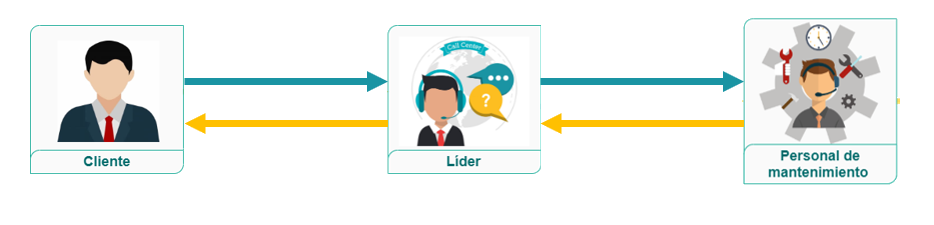 Call Center
?
Cliente
Líder
Personal de
mantenimiento